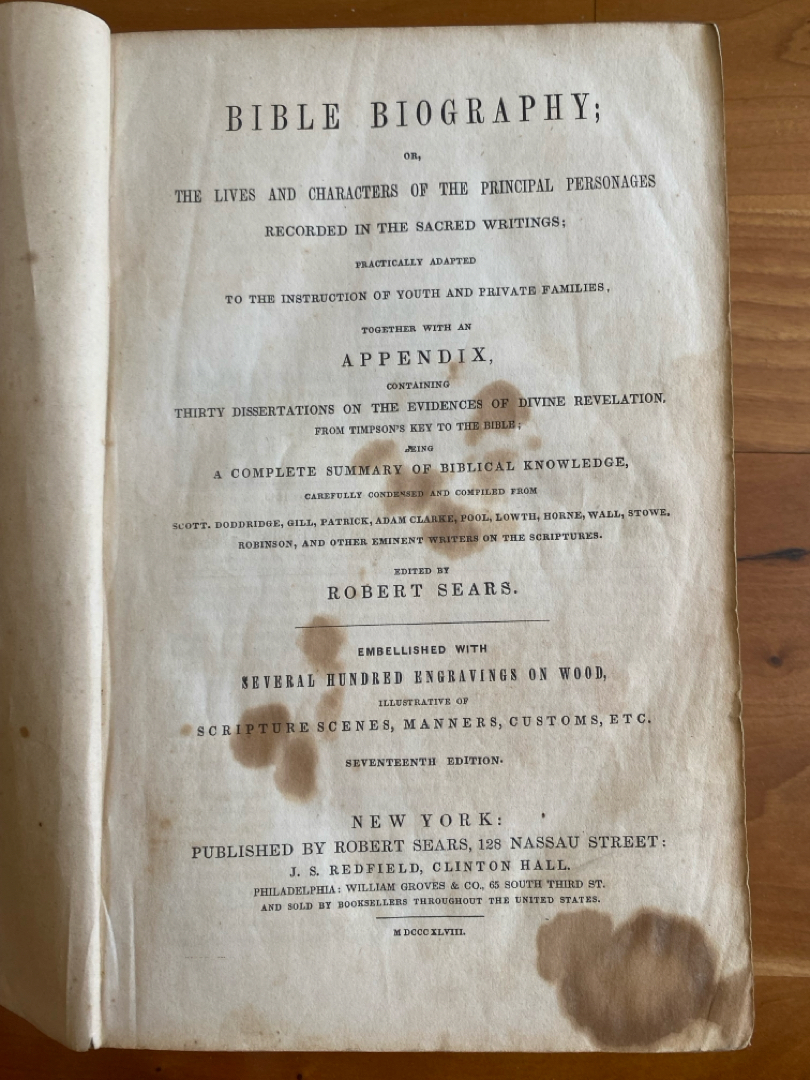 BIBLE BIOGRAPHY;
OR,
THE LIVES AND CHARACTERS OF THE PRINCIPAL PERSONAGES
RECORDED IN THE SACRED WRITINGS;
PRACTICALLY ADAPTED
TO THE INSTRUCTION OF YOUTH AND PRIVATE FAMILIES,
TOGETHER WITH AN
APPENDIX,
CONTAINING
THIRTY DISSERTATIONS ON THE EVIDENCES OF DIVINE REVELATION.
FROM TIMPSON'S KEY TO THE BIBLE;
BEING
A COMPLETE SUMMARY OF BIBLICAL KNOWLEDGE,
CAREFULLY CONDENSED AND COMPILED FROM
SCOTT. DODDRIDGE, GILL, PATRICK, ADAM CLARKE, POOL, LOWTH, HORNE, WALL, STOWE,
ROBINSON, AND OTHER EMINENT WRITERS ON THE SCRIPTURES.
EDITED BY
ROBERT SEARS.
EMBELLISHED WITH
SEVERAL HUNDRED ENGRAVINGS ON WOOD,
ILLUSTRATIVE OF
SCRIPTURE SCENES, MANNERS, CUSTOMS, ETC.
SEVENTEENTH EDITION.
NEW YORK:
PUBLISHED BY ROBERT SEARS, 128 NASSAU STREET:
J. S. REDFIELD, CLINTON HALL.
PHILADELPHIA: WILLIAM GROVES & CO., 65 SOUTH THIRD ST.
AND SOLD BY BOOKSELLERS THROUGHOUT THE UNITED STATES.
MDCCCXLVIII.